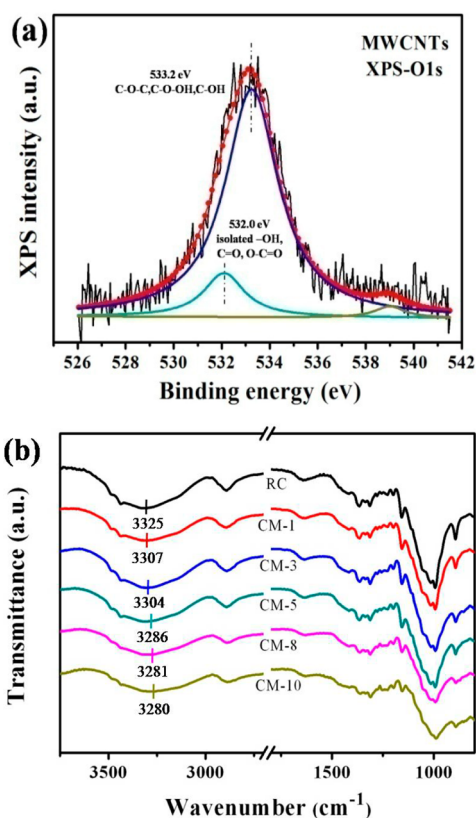 (a)
MWCNTs
XPS-O1s
533.2 eV
C-O-C,C-O-OH,C-OH
532.0 eV
isolated –OH,
C=O, O-C=O
XPS intensity (a.u.)
526 528 530 532 534 536 538 540 542
Binding energy (eV)
(b)
RC
3325
CM-1
3307
CM-3
3304
CM-5
3286
CM-8
3281
CM-10
3280
Transmittance (a.u.)
3500 3000 1500 1000
Wavenumber (cm-1)